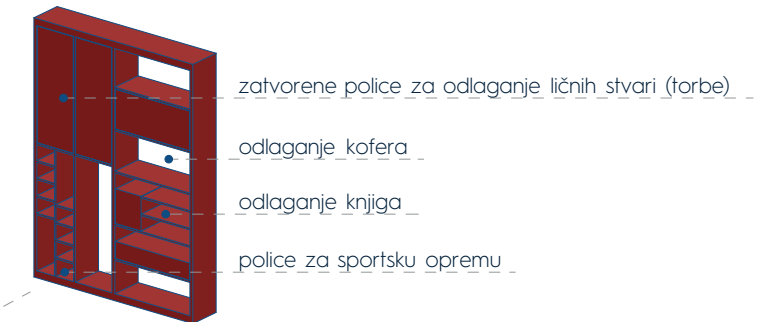 zatvorene police za odlaganje ličnih stvari (torbe)
odlaganje kofera
odlaganje knjiga
police za sportsku opremu